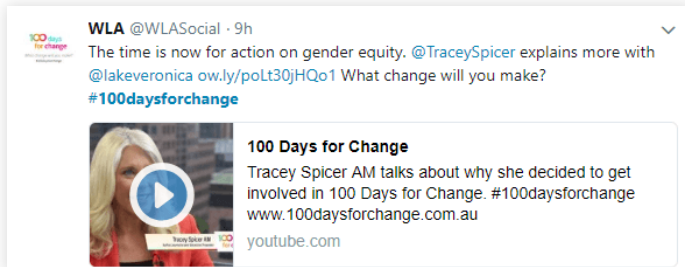 WLA @WLASocial · 9h
100 days
for change
The time is now for action on gender equity. @TraceySpicer explains more with
@lakeveronica ow.ly/poLt30jHQo1 What change will you make?
#100daysforchange
100 Days for Change
Tracey Spicer AM talks about why she decided to get
involved in 100 Days for Change. #100daysforchange
www.100daysforchange.com.au
youtube.com
Tracey Spicer AM
100